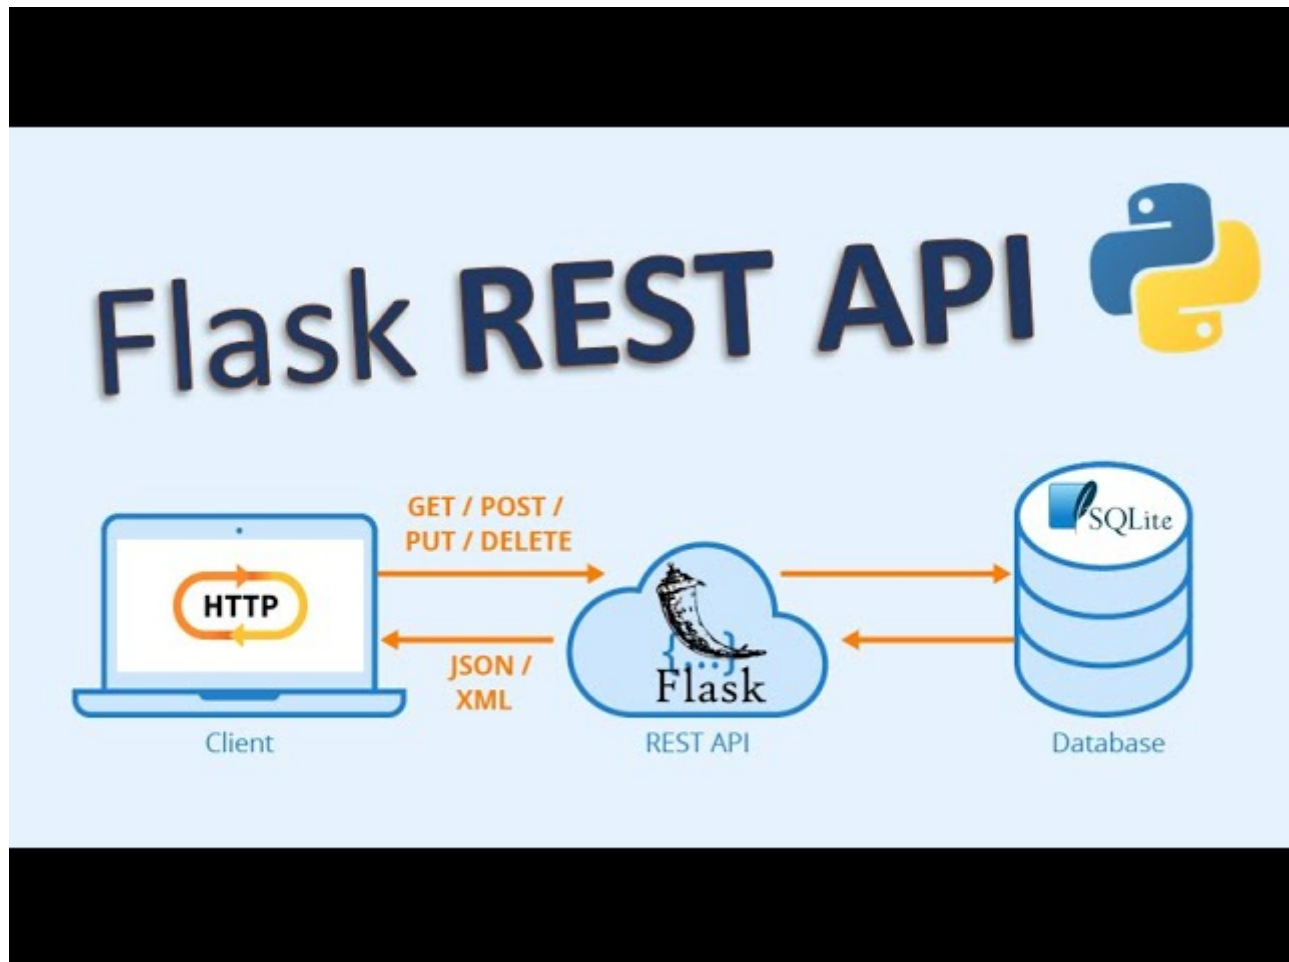 Flask REST API
GET / POST /
PUT / DELETE
SQLite
HTTP
{...}
JSON /
XML
Flask
Client
REST API
Database